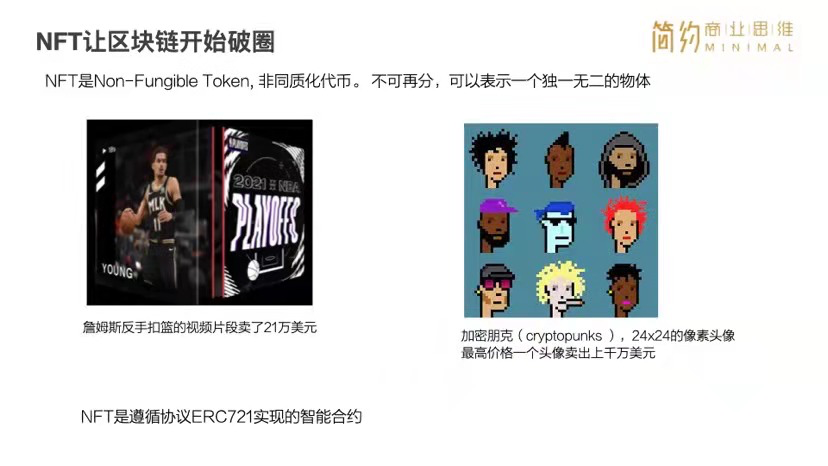 NFT让区块链开始破圈
简约商业思维
MINIMAL
NFT是Non-Fungible Token, 非同质化代币。 不可再分，可以表示一个独一无二的物体
2021 NBA
PLAYOFFS
MLK
11
YOUNG
詹姆斯反手扣篮的视频片段卖了21万美元
加密朋克（cryptopunks ），24x24的像素头像
最高价格一个头像卖出上千万美元
NFT是遵循协议ERC721实现的智能合约